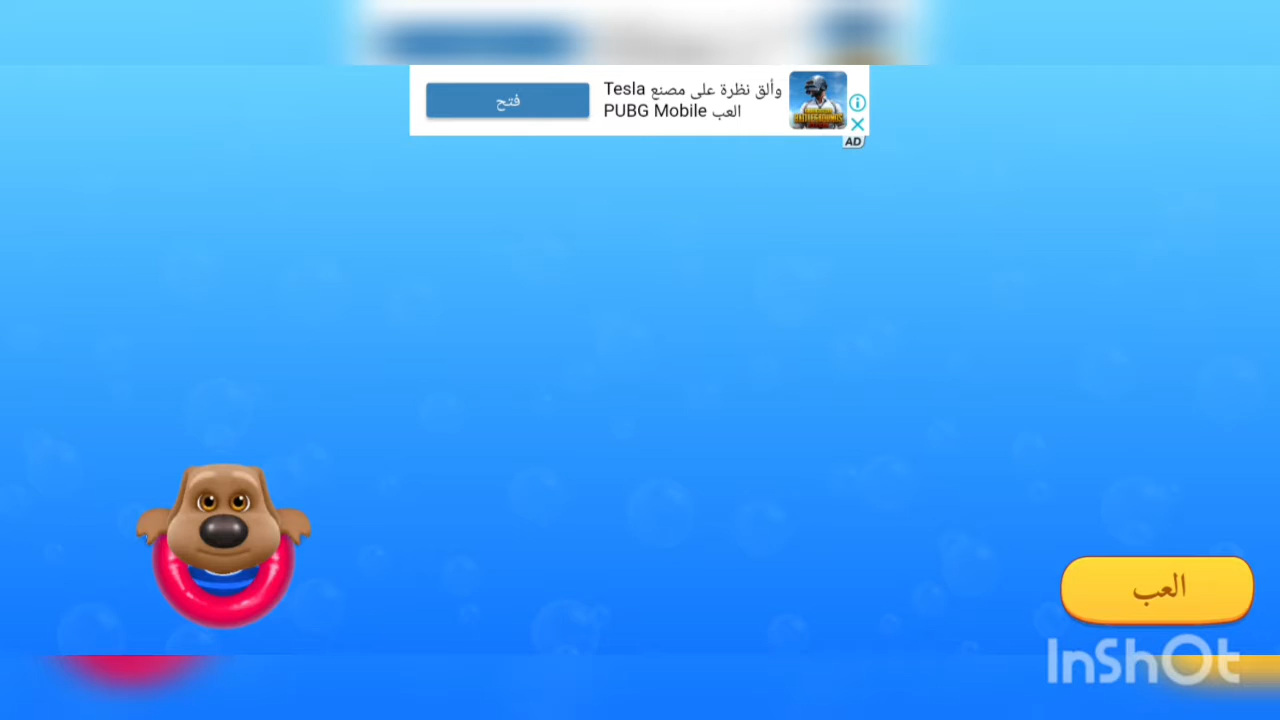 وألق نظرة على مصنع Tesla
العب PUBG Mobile
فتح
AD
العب
InShOt